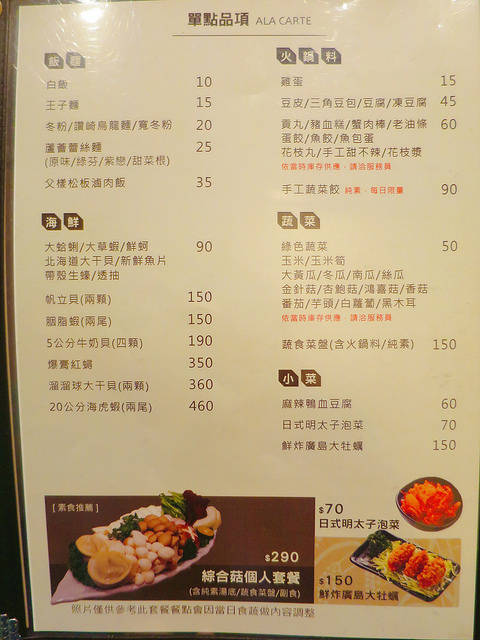 單點品項 ALA CARTE
飯 麵
白飯 10
王子麵 15
冬粉/讚岐烏龍麵/寬冬粉 20
蘆薈蕾絲麵 25
(原味/綠芬/紫戀/甜菜根)
父樣松板滷肉飯 35
海 鮮
大蛤蜊/大草蝦/鮮蚵 90
北海道大干貝/新鮮魚片
帶殼生蠔/透抽
帆立貝(兩顆) 150
胭脂蝦(兩尾) 150
5公分牛奶貝(四顆) 190
爆膏紅蟳 350
溜溜球大干貝(兩顆) 360
20公分海虎蝦(兩尾) 460
火 鍋 料
雞蛋 15
豆皮/三角豆包/豆腐/凍豆腐 45
貢丸/豬血糕/蟹肉棒/老油條 60
蛋餃/魚餃/魚包蛋
花枝丸/手工甜不辣/花枝漿
依當時庫存供應，請洽服務員
手工蔬菜餃 純素．每日限量 90
蔬 菜
綠色蔬菜 50
玉米/玉米筍
大黃瓜/冬瓜/南瓜/絲瓜
金針菇/杏鮑菇/鴻喜菇/香菇
番茄/芋頭/白蘿蔔/黑木耳
依當時庫存供應，請洽服務員
蔬食菜盤(含火鍋料/純素) 150
小 菜
麻辣鴨血豆腐 60
日式明太子泡菜 70
鮮炸廣島大牡蠣 150
[素食推薦]
$290
綜合菇個人套餐
(含純素湯底/蔬食菜盤/副食)
照片僅供參考此套餐餐點會因當日食蔬做內容調整
$70
日式明太子泡菜
$150
鮮炸廣島大牡蠣